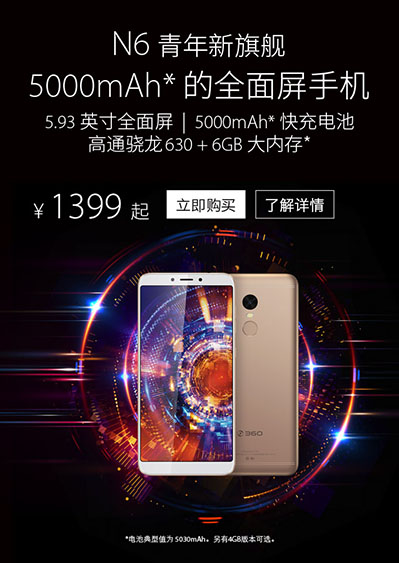 N6 青年新旗舰
5000mAh* 的全面屏手机
5.93 英寸全面屏 | 5000mAh* 快充电池
高通骁龙 630 + 6GB 大内存*
¥ 1399 起 立即购买 了解详情
360
*电池典型值为 5030mAh。另有4GB版本可选。